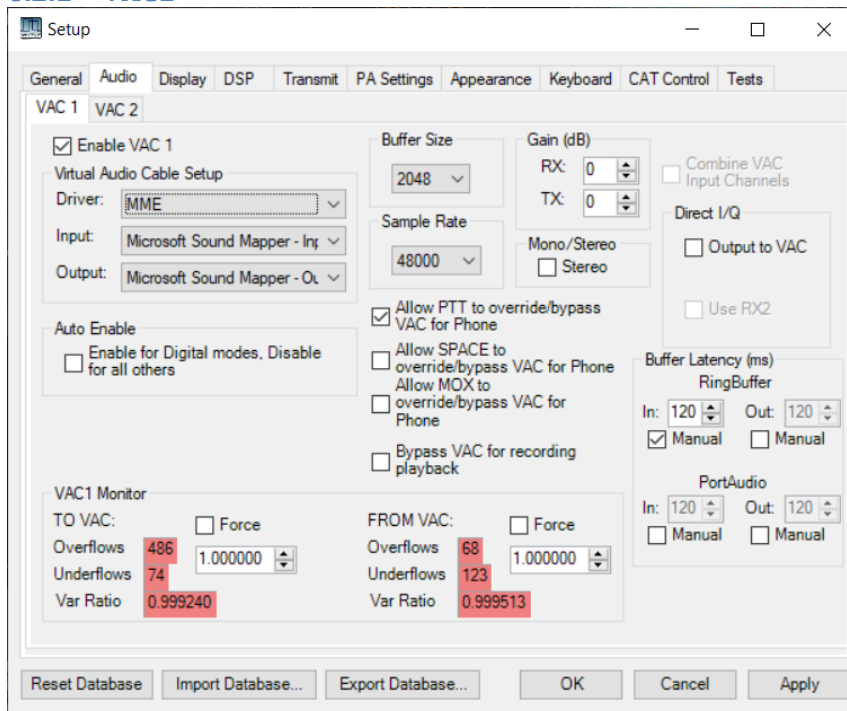 Setup
General Audio Display DSP Transmit PA Settings Appearance Keyboard CAT Control Tests
VAC 1 VAC 2
Enable VAC 1
Virtual Audio Cable Setup
Driver: MME
Input: Microsoft Sound Mapper - Inp
Output: Microsoft Sound Mapper - Ou
Auto Enable
Enable for Digital modes, Disable
for all others
Buffer Size
2048
Sample Rate
48000
Gain (dB)
RX: 0
TX: 0
Mono/Stereo
Stereo
Combine VAC
Input Channels
Direct I/Q
Output to VAC
Use RX2
Allow PTT to override/bypass
VAC for Phone
Allow SPACE to
override/bypass VAC for Phone
Allow MOX to
override/bypass VAC for
Phone
Bypass VAC for recording
playback
Buffer Latency (ms)
RingBuffer
In: 120 Out: 120
Manual Manual
PortAudio
In: 120 Out: 120
Manual Manual
VAC1 Monitor
TO VAC: Force
Overflows 486 1.000000
Underflows 74
Var Ratio 0.999240
FROM VAC: Force
Overflows 68 1.000000
Underflows 123
Var Ratio 0.999513
Reset Database Import Database... Export Database... OK Cancel Apply